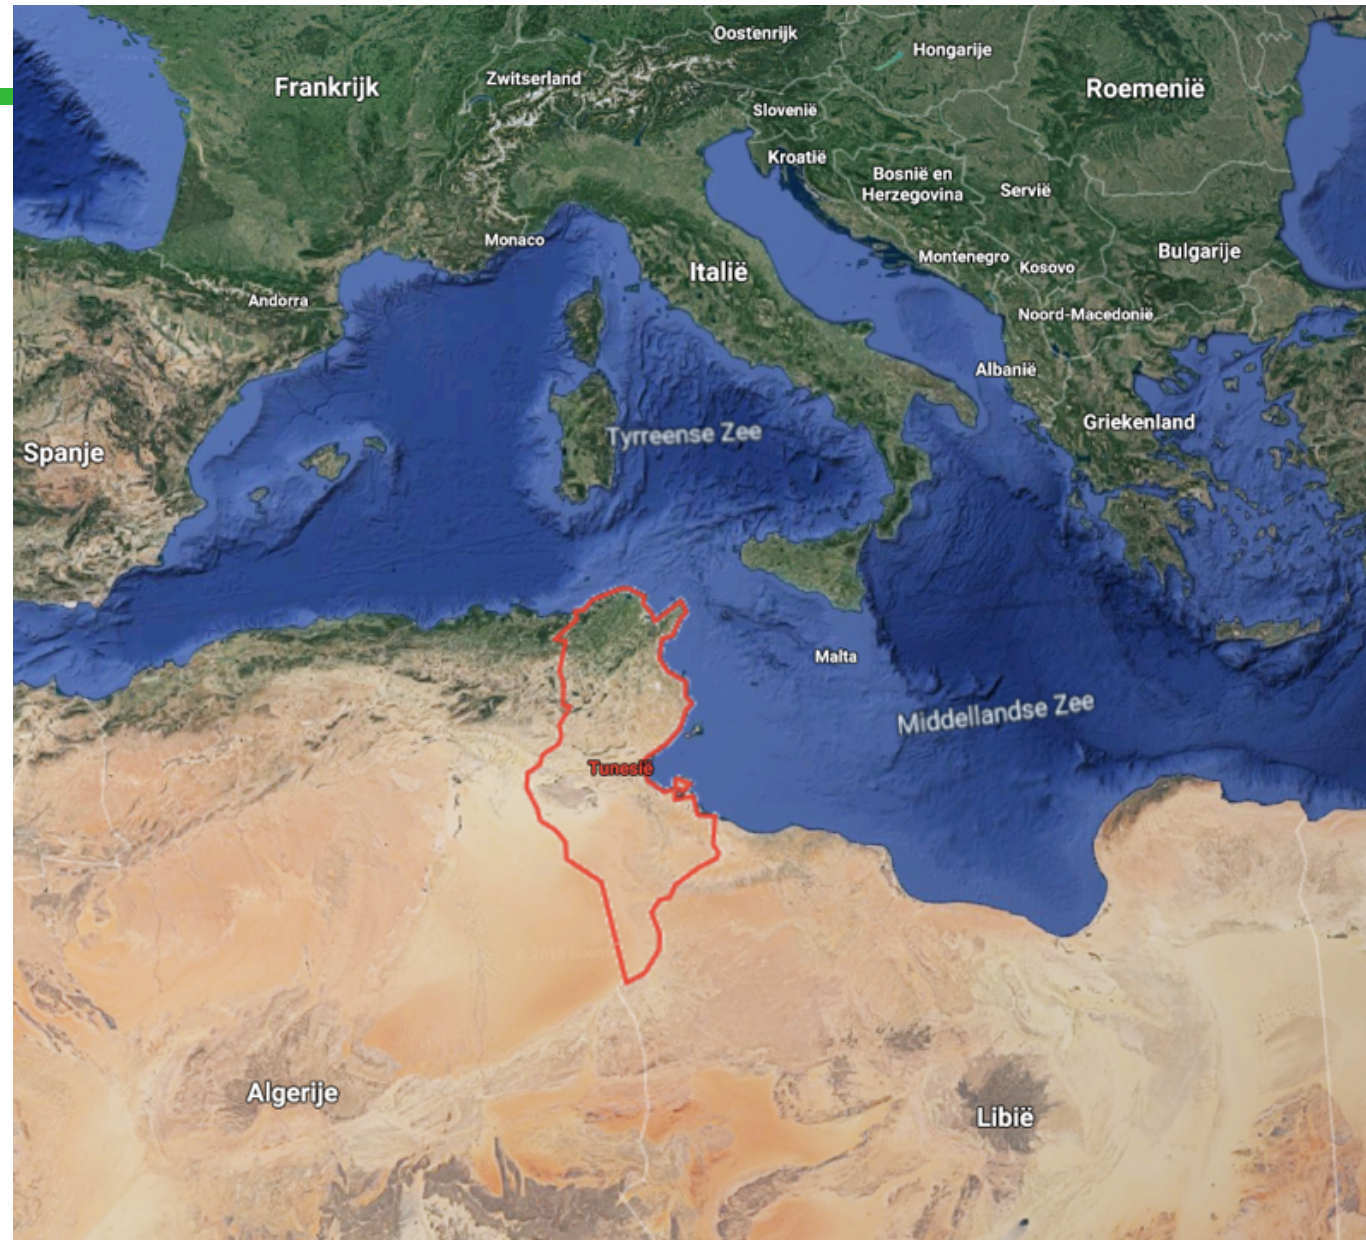 Oostenrijk
Hongarije
Zwitserland
Frankrijk
Roemenië
Slovenië
Kroatië
Bosnië en
Herzegovina
Servië
Monaco
Montenegro
Kosovo
Bulgarije
Italië
Andorra
Noord-Macedonië
Albanië
Griekenland
Tyrreense Zee
Spanje
Malta
Middellandse Zee
Tunesië
Algerije
Libië